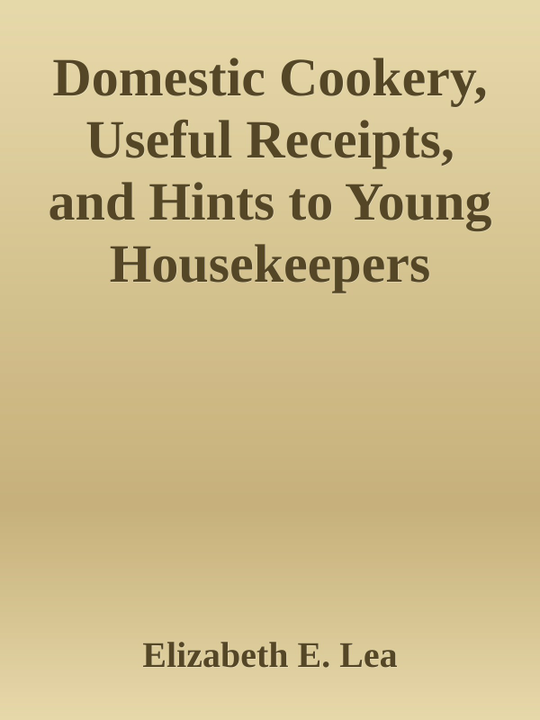 Domestic Cookery,
Useful Receipts,
and Hints to Young
Housekeepers
Elizabeth E. Lea